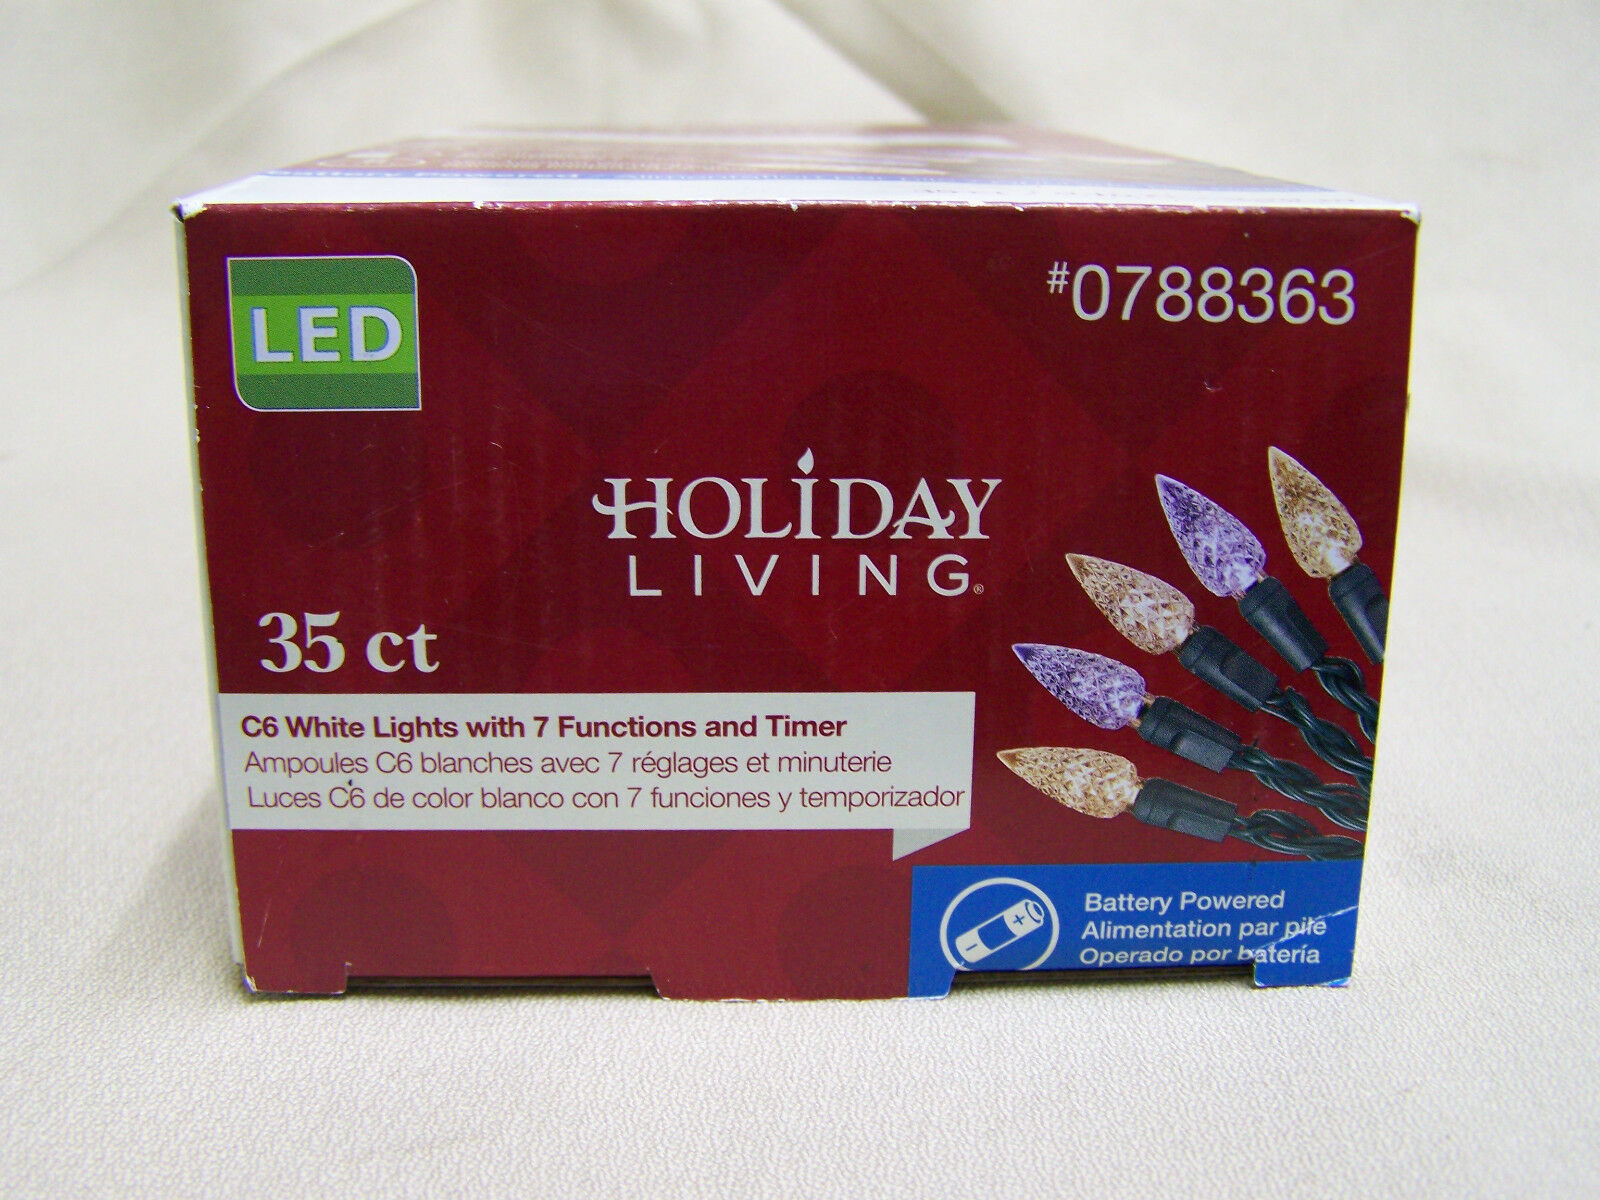 Battery Powered
LED
#0788363
HOLiDAY
LIVING®
35 ct
C6 White Lights with 7 Functions and Timer
Ampoules C6 blanches avec 7 réglages et minuterie
Luces C6 de color blanco con 7 funciones y temporizador
Battery Powered
Alimentation par pile
Operado por batería